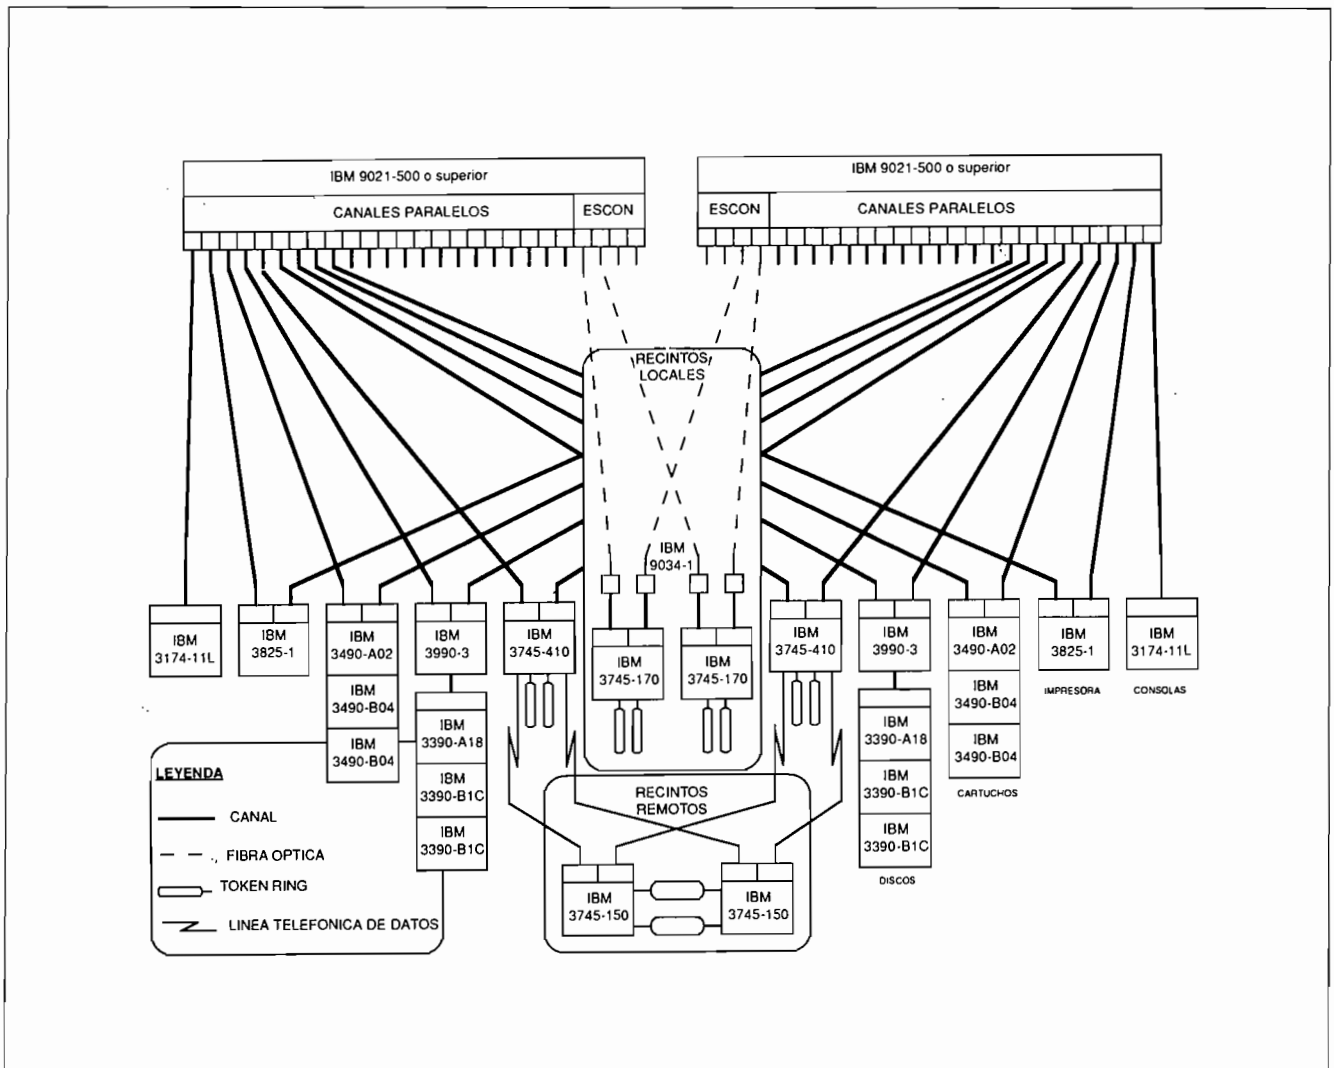 IBM 9021-500 o superior
IBM 9021-500 o superior
CANALES PARALELOS
ESCON
ESCON
CANALES PARALELOS
RECINTOS
LOCALES
IBM
9034-1
IBM
3174-11L
IBM
3825-1
IBM
3490-A02
IBM
3490-B04
IBM
3490-B04
IBM
3990-3
IBM
3390-A18
IBM
3390-B1C
IBM
3390-B1C
IBM
3745-410
IBM
3745-170
IBM
3745-170
IBM
3745-410
IBM
3990-3
IBM
3390-A18
IBM
3390-B1C
IBM
3390-B1C
DISCOS
IBM
3490-A02
IBM
3490-B04
IBM
3490-B04
CARTUCHOS
IBM
3825-1
IMPRESORA
IBM
3174-11L
CONSOLAS
RECINTOS
REMOTOS
IBM
3745-150
IBM
3745-150
LEYENDA
CANAL
FIBRA OPTICA
TOKEN RING
LINEA TELEFONICA DE DATOS